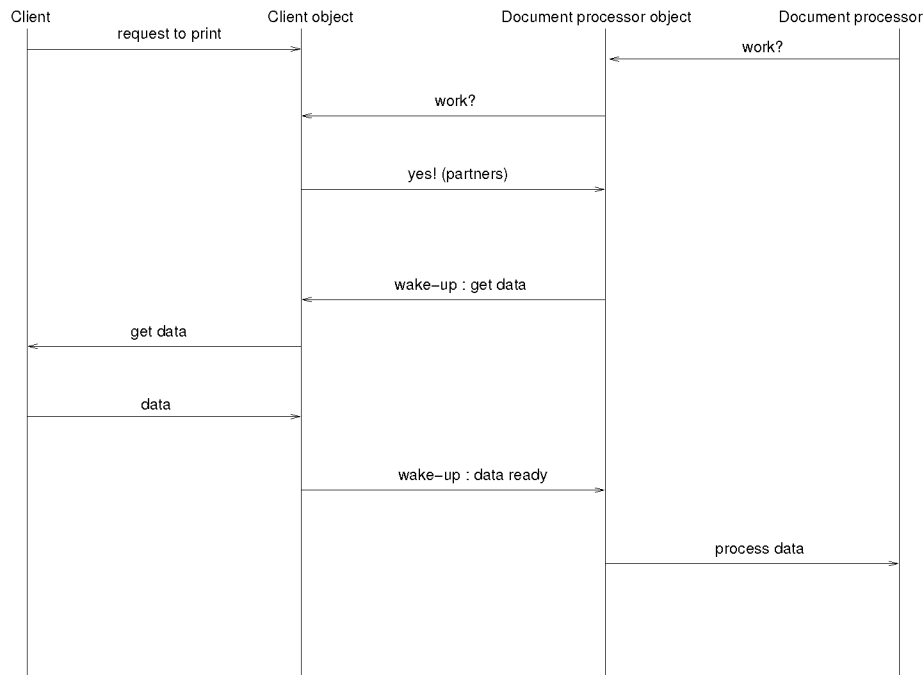 Client
Client object
Document processor object
Document processor
request to print
work?
work?
yes! (partners)
wake−up : get data
get data
data
wake−up : data ready
process data